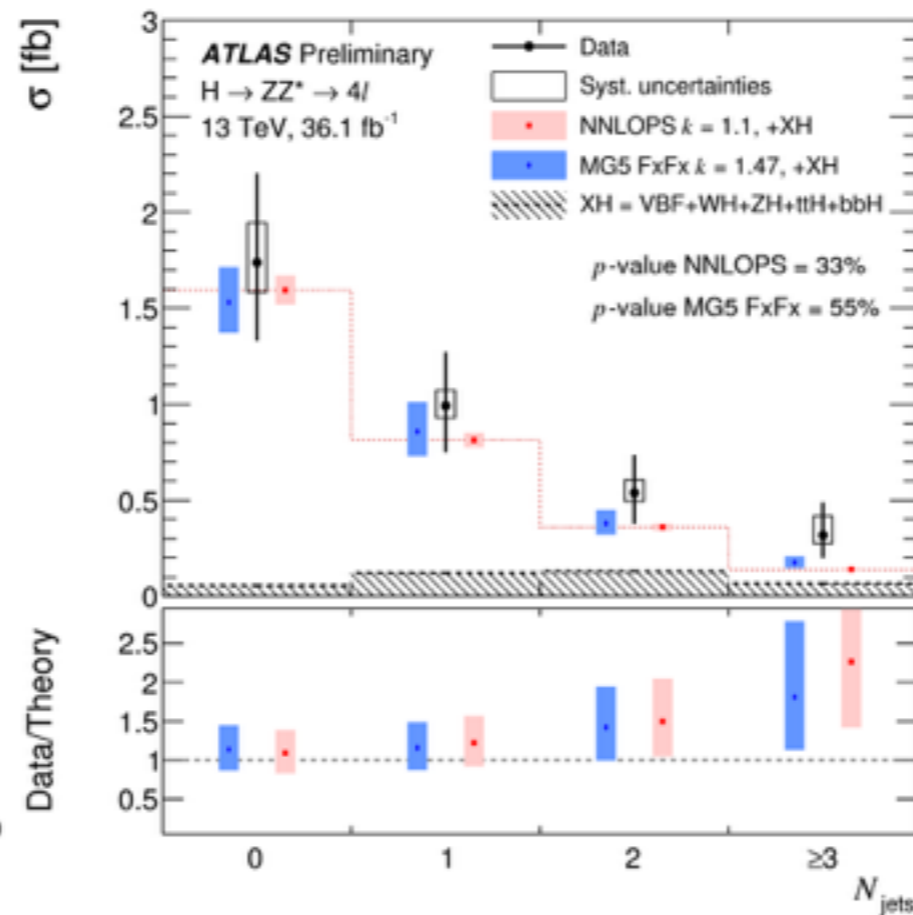 σ [fb]
3
2.5
2
1.5
1
0.5
0
ATLAS Preliminary
H → ZZ* → 4l
13 TeV, 36.1 fb⁻¹
Data
Syst. uncertainties
NNLOPS k = 1.1, +XH
MG5 FxFx k = 1.47, +XH
XH = VBF+WH+ZH+ttH+bbH
p-value NNLOPS = 33%
p-value MG5 FxFx = 55%
Data/Theory
2.5
2
1.5
1
0.5
0 1 2 ≥3
N jets